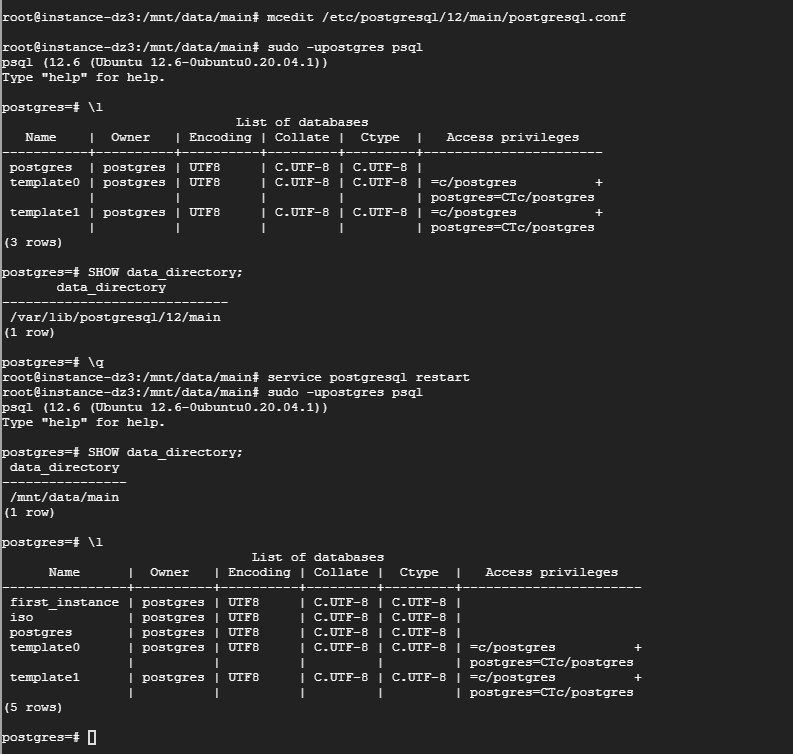 root@instance-dz3:/mnt/data/main# mcedit /etc/postgresql/12/main/postgresql.conf
root@instance-dz3:/mnt/data/main# sudo -upostgres psql
psql (12.6 (Ubuntu 12.6-0ubuntu0.20.04.1))
Type "help" for help.
postgres=# \l
                              List of databases
   Name    |  Owner   | Encoding | Collate |  Ctype  |   Access privileges
-----------+----------+----------+---------+---------+-----------------------
 postgres  | postgres | UTF8     | C.UTF-8 | C.UTF-8 |
 template0 | postgres | UTF8     | C.UTF-8 | C.UTF-8 | =c/postgres          +
           |          |          |         |         | postgres=CTc/postgres
 template1 | postgres | UTF8     | C.UTF-8 | C.UTF-8 | =c/postgres          +
           |          |          |         |         | postgres=CTc/postgres
(3 rows)
postgres=# SHOW data_directory;
       data_directory
-----------------------------
 /var/lib/postgresql/12/main
(1 row)
postgres=# \q
root@instance-dz3:/mnt/data/main# service postgresql restart
root@instance-dz3:/mnt/data/main# sudo -upostgres psql
psql (12.6 (Ubuntu 12.6-0ubuntu0.20.04.1))
Type "help" for help.
postgres=# SHOW data_directory;
 data_directory
----------------
 /mnt/data/main
(1 row)
postgres=# \l
                                List of databases
      Name      |  Owner   | Encoding | Collate |  Ctype  |   Access privileges
----------------+----------+----------+---------+---------+-----------------------
 first_instance | postgres | UTF8     | C.UTF-8 | C.UTF-8 |
 iso            | postgres | UTF8     | C.UTF-8 | C.UTF-8 |
 postgres       | postgres | UTF8     | C.UTF-8 | C.UTF-8 |
 template0      | postgres | UTF8     | C.UTF-8 | C.UTF-8 | =c/postgres          +
                |          |          |         |         | postgres=CTc/postgres
 template1      | postgres | UTF8     | C.UTF-8 | C.UTF-8 | =c/postgres          +
                |          |          |         |         | postgres=CTc/postgres
(5 rows)
postgres=#